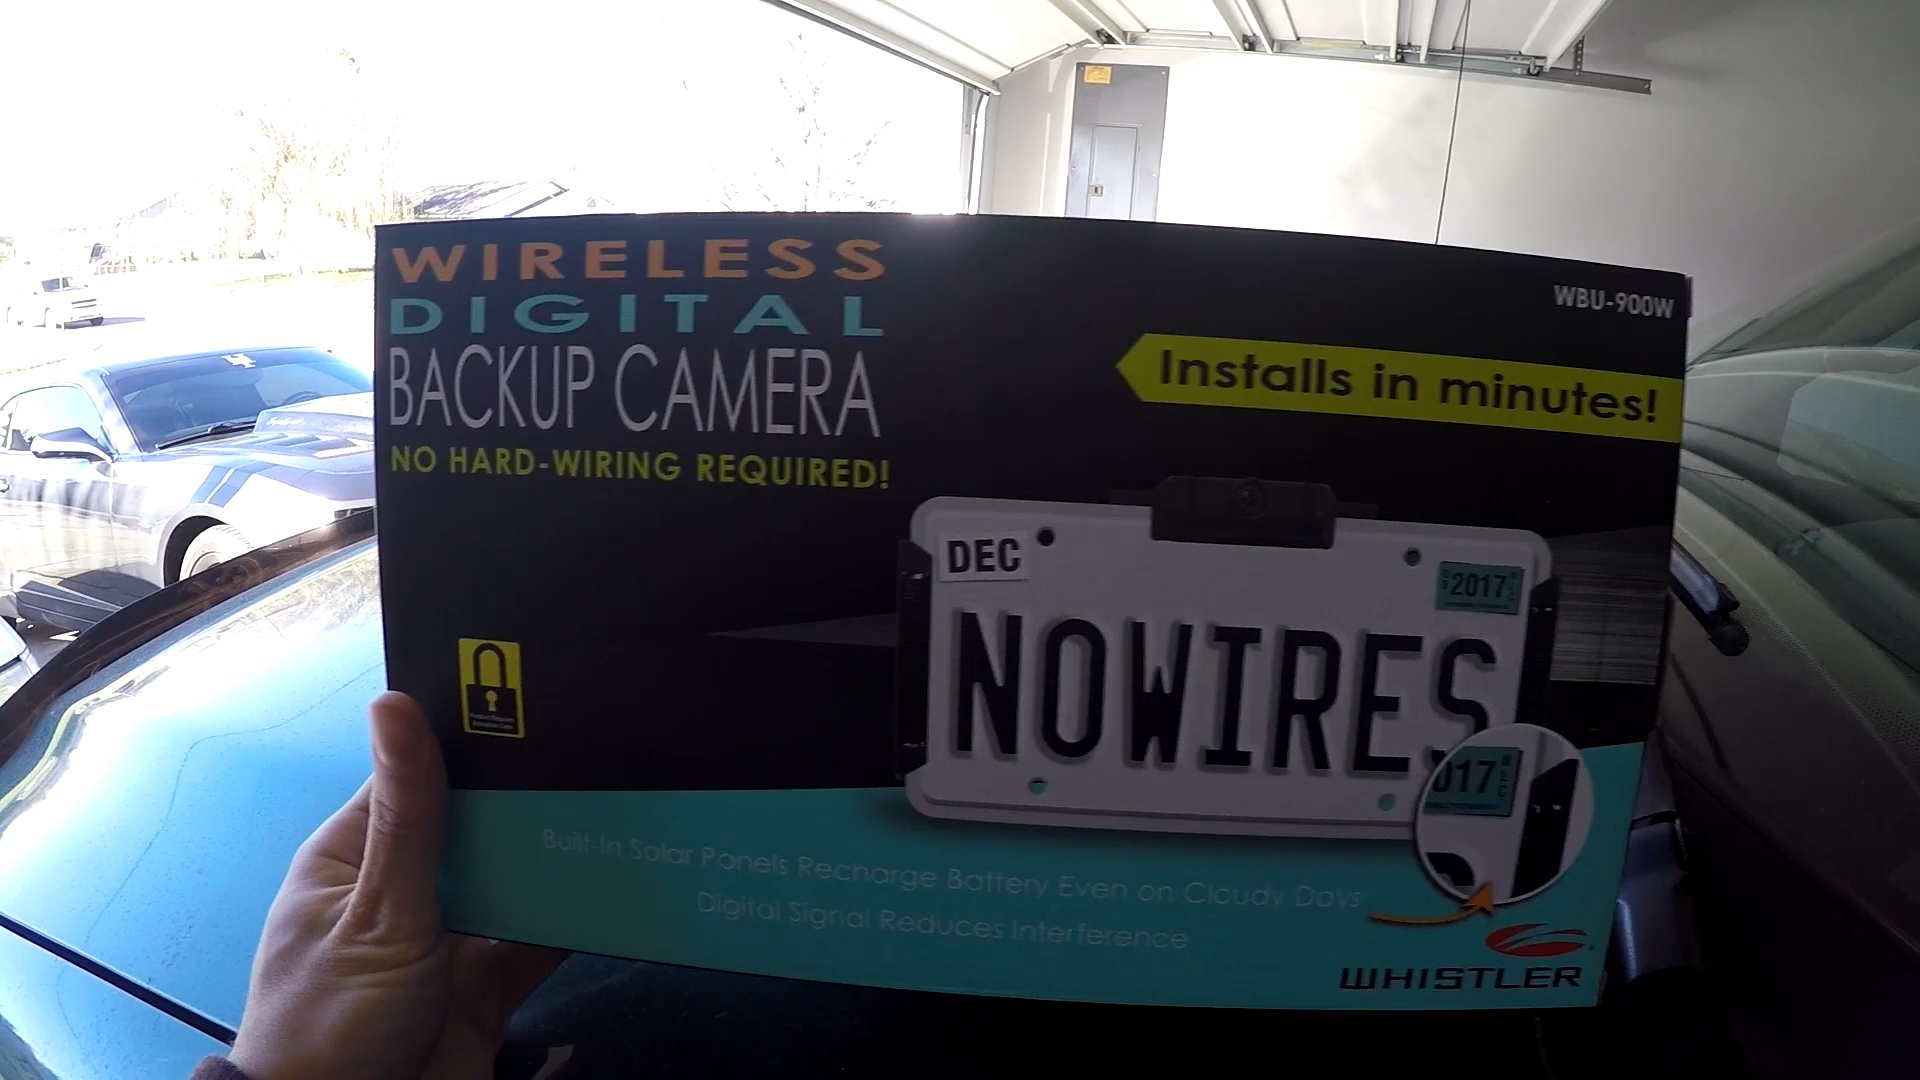 WIRELESS
DIGITAL
BACKUP CAMERA
NO HARD-WIRING REQUIRED!
WBU-900W
Installs in minutes!
DEC
2017
NOWIRES
017
MLC
Built-In Solar Panels Recharge Battery Even on Cloudy Days
Digital Signal Reduces Interference
WHISTLER